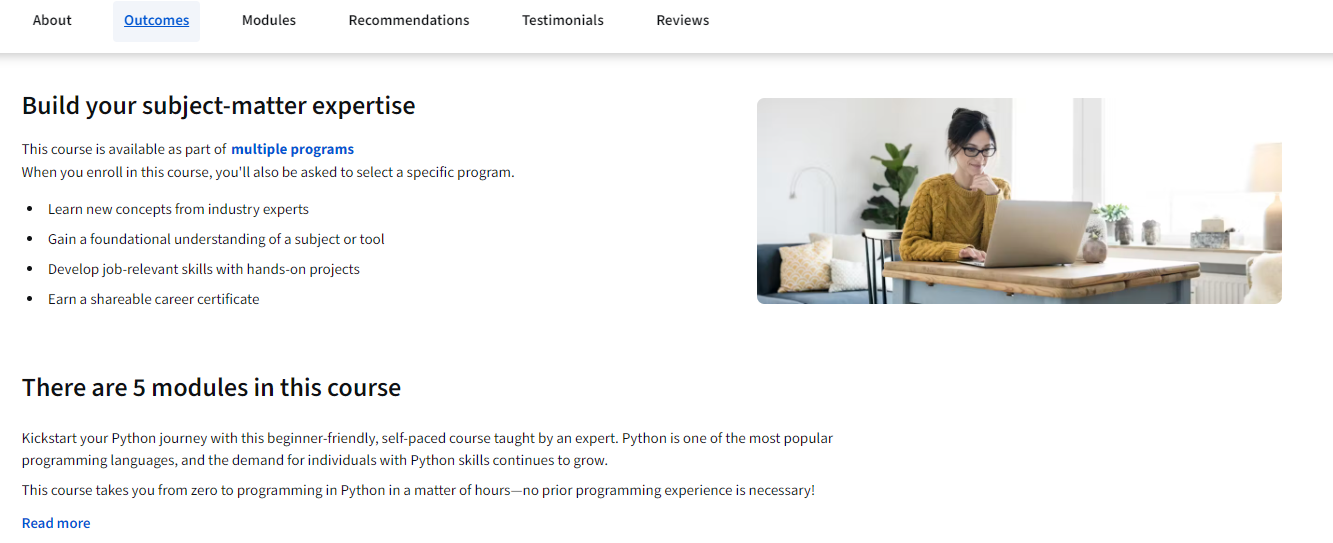 About
Outcomes
Modules
Recommendations
Testimonials
Reviews
Build your subject-matter expertise
This course is available as part of multiple programs
When you enroll in this course, you'll also be asked to select a specific program.
• Learn new concepts from industry experts
• Gain a foundational understanding of a subject or tool
• Develop job-relevant skills with hands-on projects
• Earn a shareable career certificate
There are 5 modules in this course
Kickstart your Python journey with this beginner-friendly, self-paced course taught by an expert. Python is one of the most popular
programming languages, and the demand for individuals with Python skills continues to grow.
This course takes you from zero to programming in Python in a matter of hours—no prior programming experience is necessary!
Read more